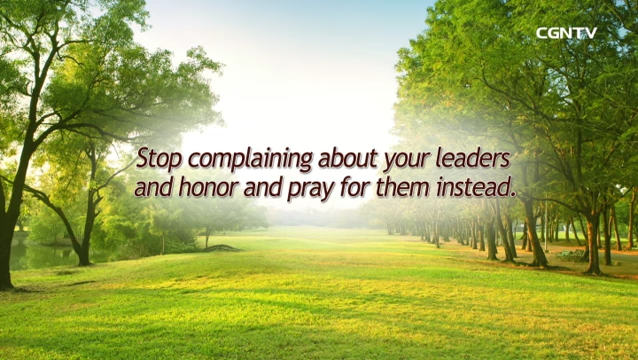 CGNTV
Stop complaining about your leaders
and honor and pray for them instead.